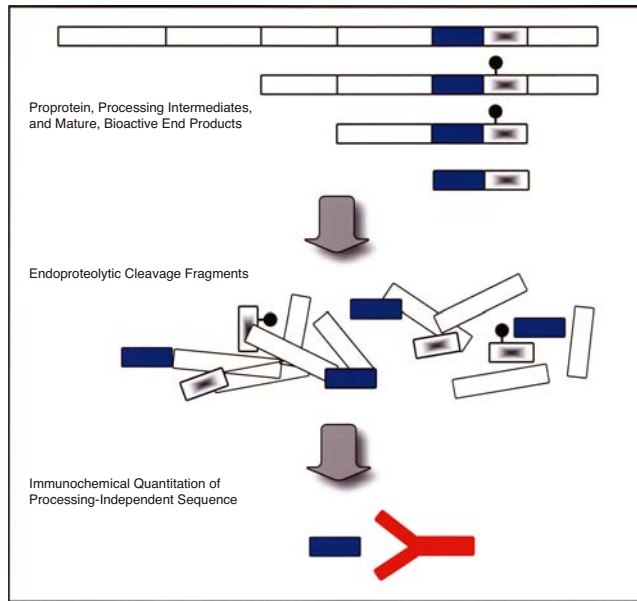 Proprotein, Processing Intermediates,
and Mature, Bioactive End Products
Endoproteolytic Cleavage Fragments
Immunochemical Quantitation of
Processing-Independent Sequence